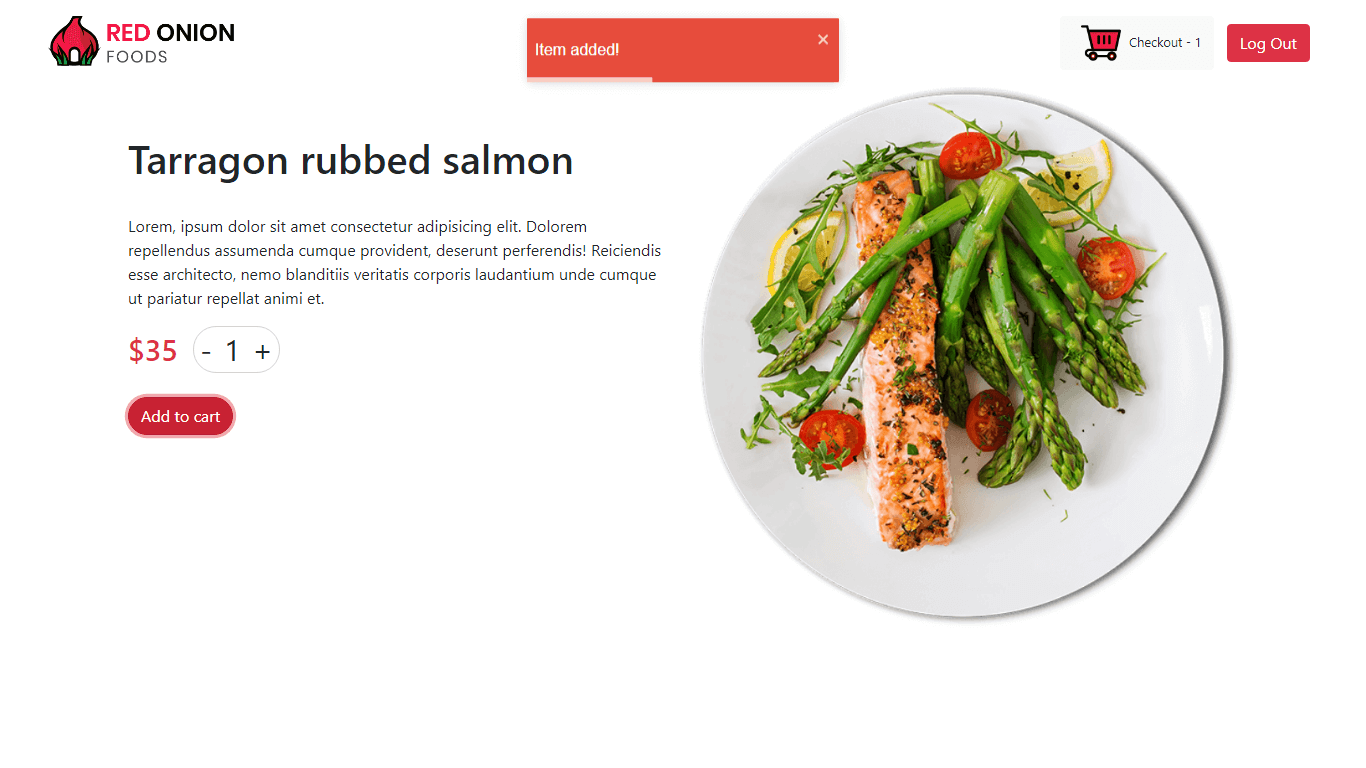 RED ONION
FOODS
Item added!
×
Checkout - 1
Log Out
Tarragon rubbed salmon
Lorem, ipsum dolor sit amet consectetur adipisicing elit. Dolorem
repellendus assumenda cumque provident, deserunt perferendis! Reiciendis
esse architecto, nemo blanditiis veritatis corporis laudantium unde cumque
ut pariatur repellat animi et.
$35 - 1 +
Add to cart